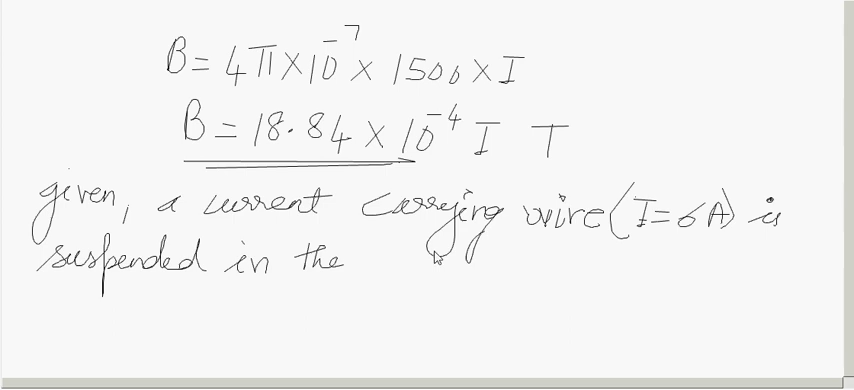 B = 4π×10⁻⁷ × 1500 × I
B = 18.84 × 10⁻⁴ I T
given, a current carrying wire (I=6A) is
suspended in the